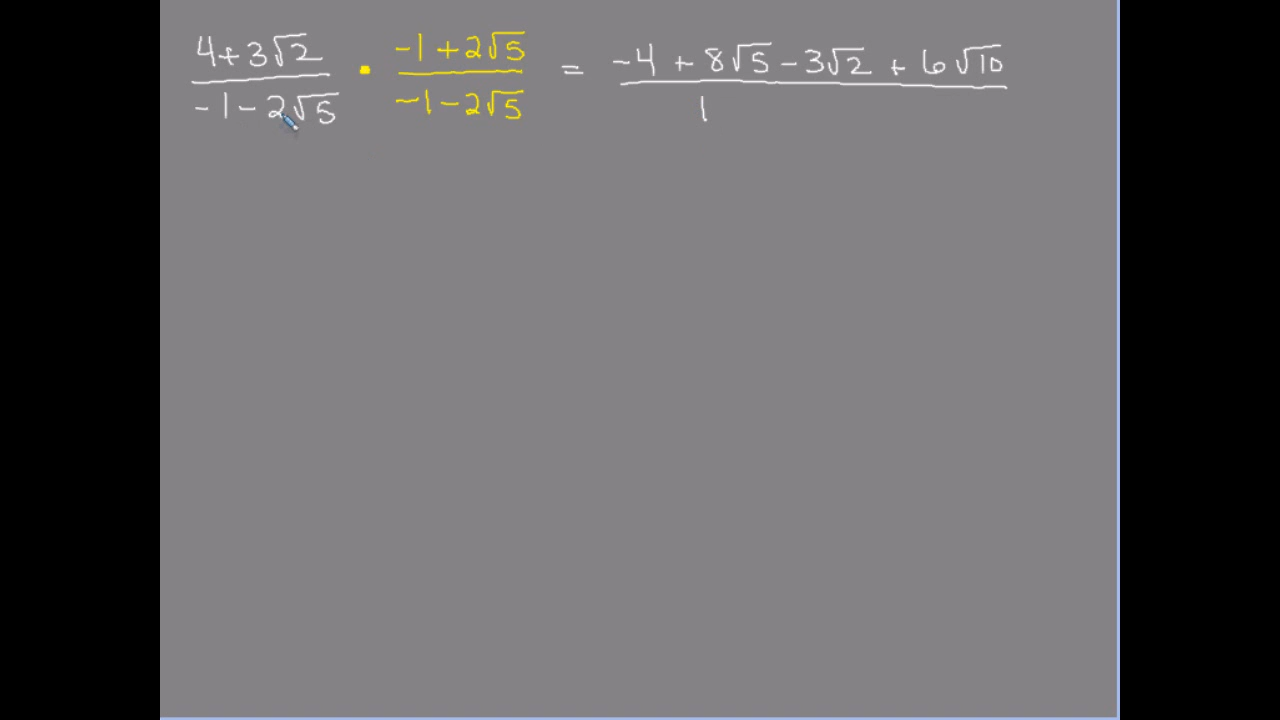 4+3√2 / -1-2√5 · -1+2√5 / -1-2√5 = -4+8√5-3√2+6√10 / 1